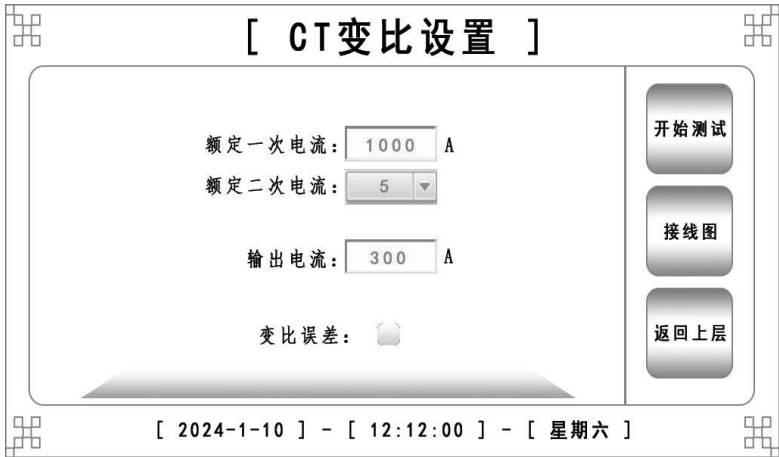 [ CT变比设置 ]
额定一次电流: 1000 A
额定二次电流: 5
输出电流: 300 A
变比误差:
开始测试
接线图
返回上层
[ 2024-1-10 ] - [ 12:12:00 ] - [ 星期六 ]